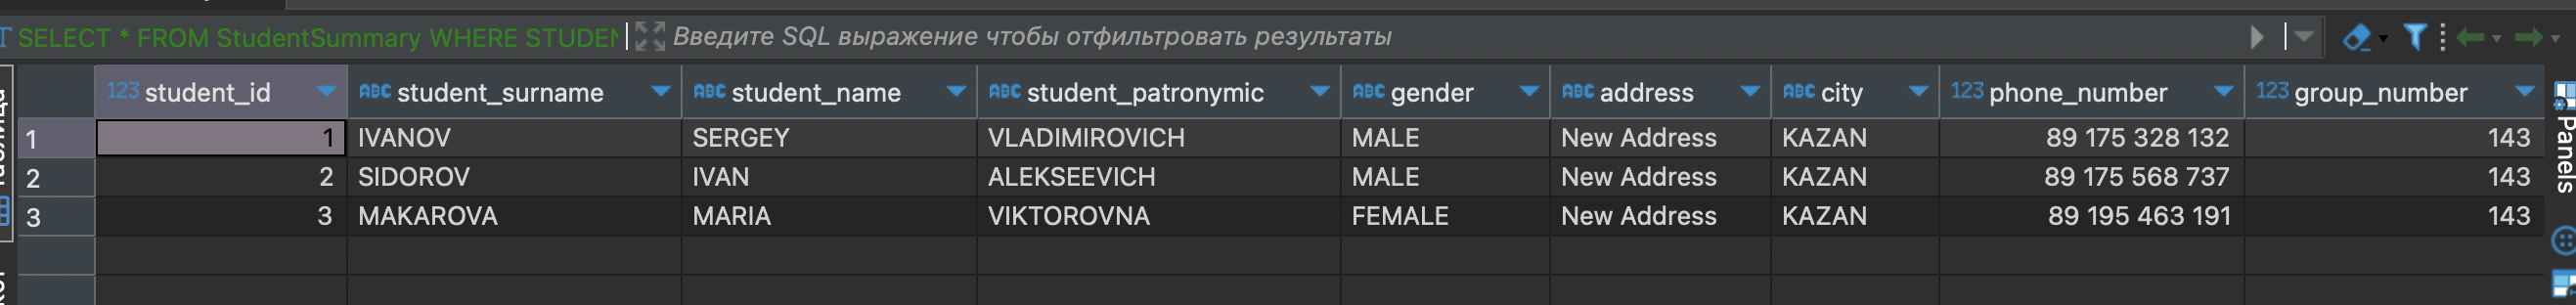 SELECT * FROM StudentSummary WHERE STUDEN Введите SQL выражение чтобы отфильтровать результаты
123 student_id ABC student_surname ABC student_name ABC student_patronymic ABC gender ABC address ABC city 123 phone_number 123 group_number
1 1 IVANOV SERGEY VLADIMIROVICH MALE New Address KAZAN 89 175 328 132 143
2 2 SIDOROV IVAN ALEKSEEVICH MALE New Address KAZAN 89 175 568 737 143
3 3 MAKAROVA MARIA VIKTOROVNA FEMALE New Address KAZAN 89 195 463 191 143
Panels